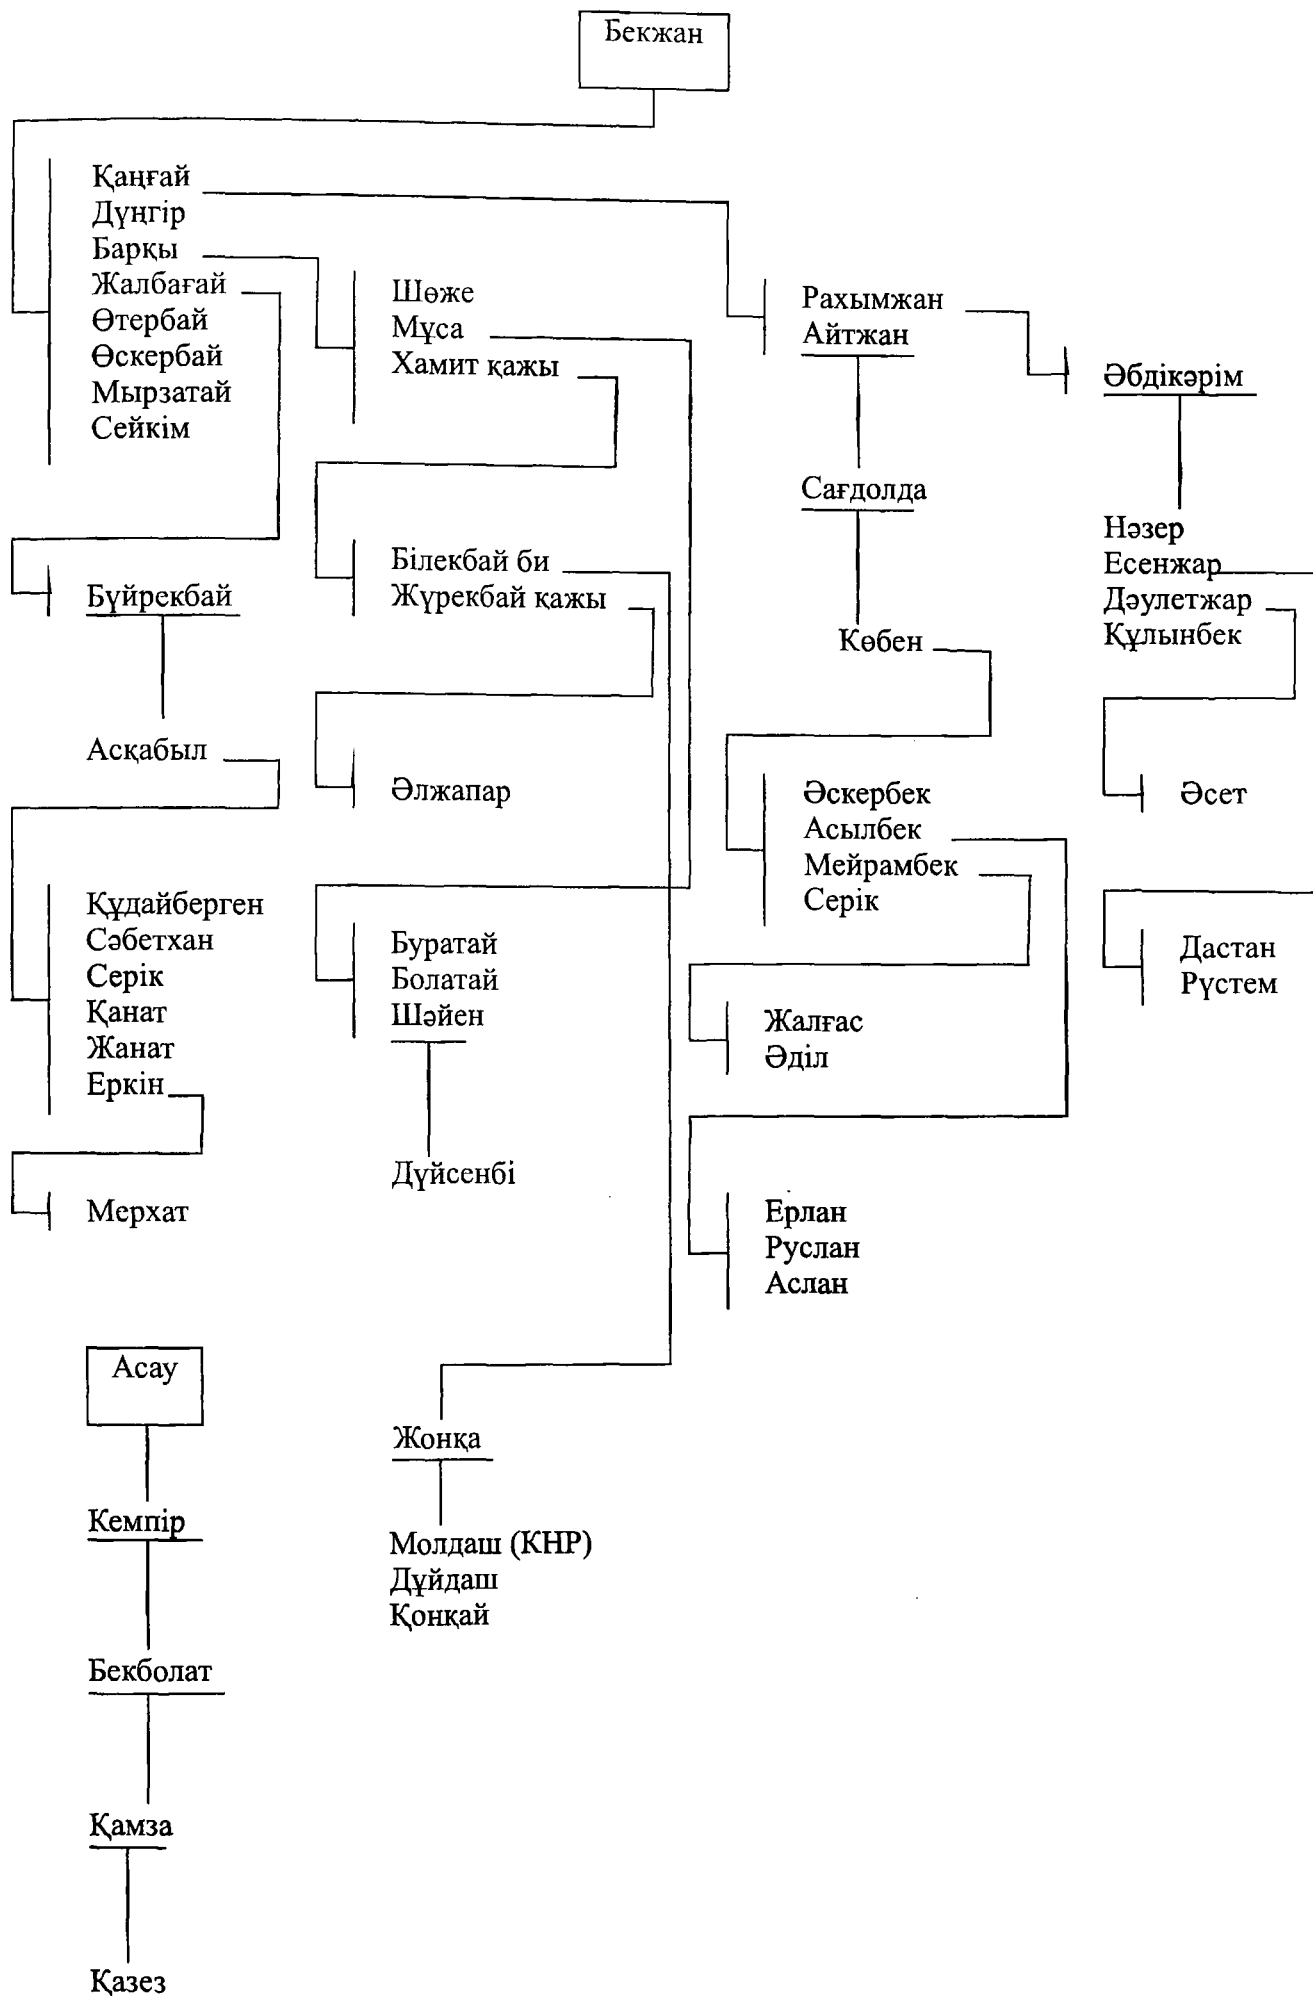 Бекжан
Қаңғай
Дүңгір
Барқы
Жалбағай
Өтербай
Өскербай
Мырзатай
Сейкім
Шөже
Мұса
Хамит қажы
Рахымжан
Айтжан
Әбдікәрім
Сағдолда
Нәзер
Есенжар
Дәулетжар
Құлынбек
Бүйрекбай
Білекбай би
Жүрекбай қажы
Көбен
Асқабыл
Әлжапар
Әскербек
Асылбек
Мейрамбек
Серік
Әсет
Құдайберген
Сәбетхан
Серік
Қанат
Жанат
Еркін
Буратай
Болатай
Шәйен
Дастан
Рүстем
Жалғас
Әділ
Дүйсенбі
Мерхат
Ерлан
Руслан
Аслан
Асау
Жонқа
Кемпір
Молдаш (КНР)
Дұйдаш
Қонқай
Бекболат
Қамза
Қазез